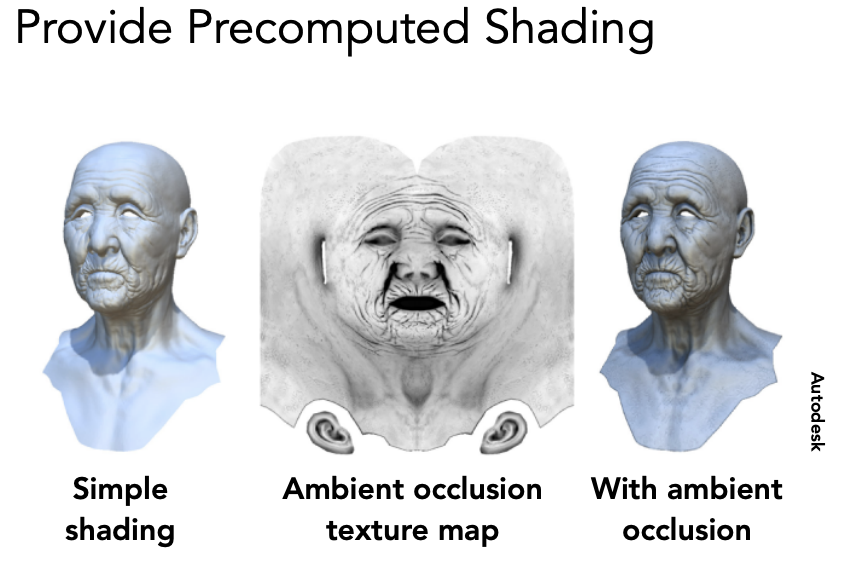 Provide Precomputed Shading
Simple
shading
Ambient occlusion
texture map
With ambient
occlusion
Autodesk